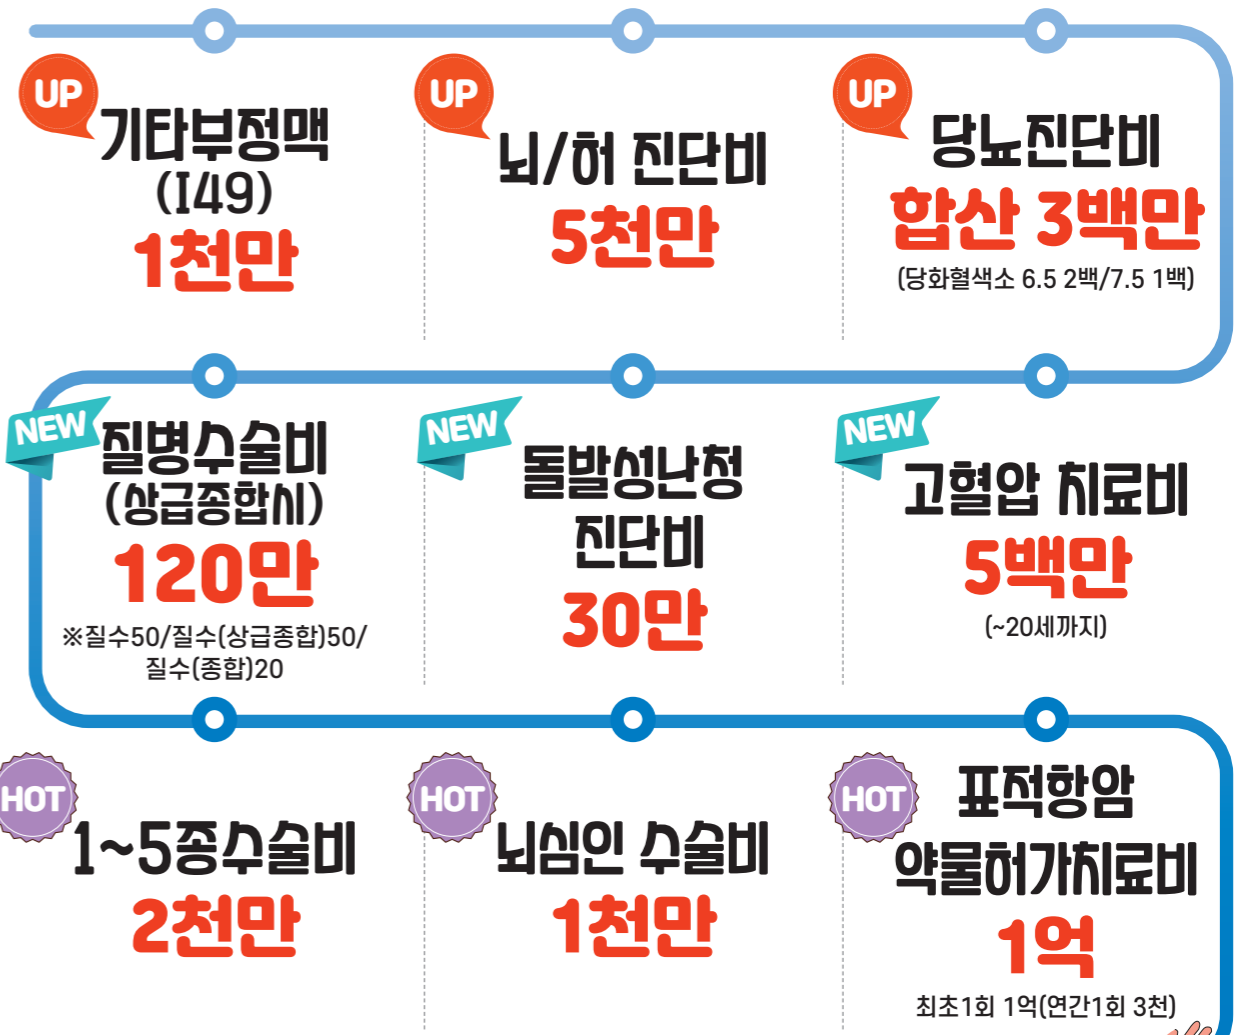 UP
기타부정맥
(I49)
1천만
UP
뇌/허 진단비
5천만
UP
당뇨진단비
합산 3백만
(당화혈색소 6.5 2백/7.5 1백)
NEW
질병수술비
(상급종합시)
120만
※질수50/질수(상급종합)50/
질수(종합)20
NEW
돌발성난청
진단비
30만
NEW
고혈압 치료비
5백만
(~20세까지)
HOT
1~5종수술비
2천만
HOT
뇌심인 수술비
1천만
HOT
표적항암
약물허가치료비
1억
최초1회 1억(연간1회 3천)